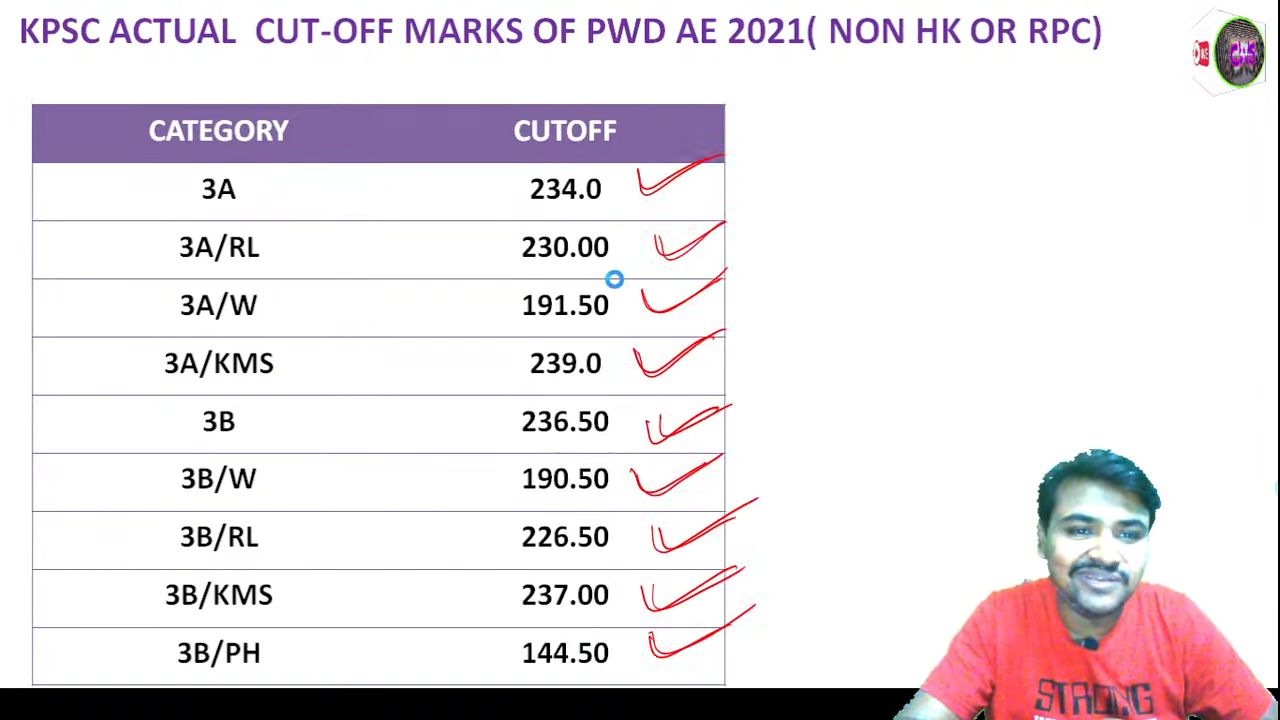 KPSC ACTUAL CUT-OFF MARKS OF PWD AE 2021( NON HK OR RPC)
CATEGORY CUTOFF
3A 234.0
3A/RL 230.00
3A/W 191.50
3A/KMS 239.0
3B 236.50
3B/W 190.50
3B/RL 226.50
3B/KMS 237.00
3B/PH 144.50
STRONG